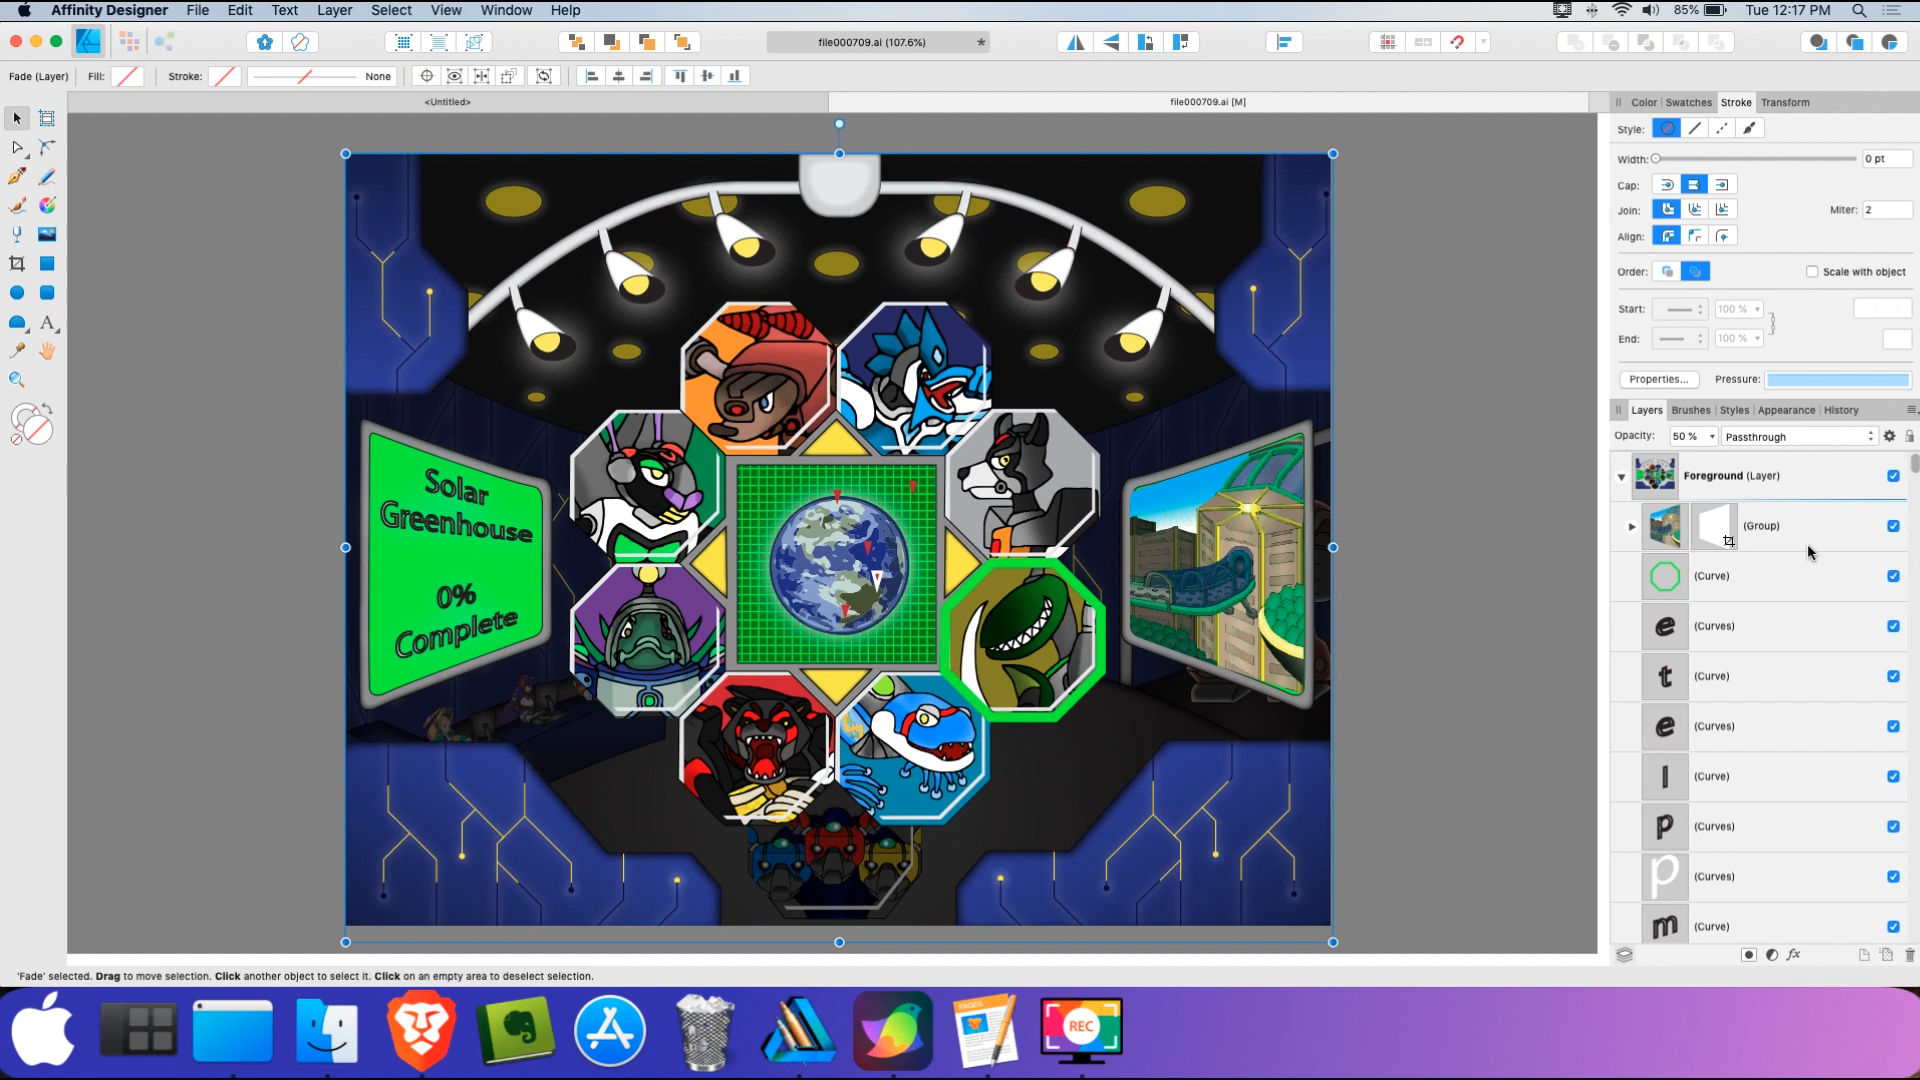 Affinity Designer File Edit Text Layer Select View Window Help 85% Tue 12:17 PM
file000709.ai (107.6%) *
Fade (Layer) Fill: Stroke: None
<Untitled> file000709.ai [M]
Color Swatches Stroke Transform
Style:
Width: 0 pt
Cap:
Join: Miter: 2
Align:
Order: Scale with object
Start: 100 %
End: 100 %
Properties... Pressure:
Layers Brushes Styles Appearance History
Opacity: 50 % Passthrough
Foreground (Layer)
(Group)
(Curve)
e (Curves)
t (Curve)
e (Curves)
l (Curve)
p (Curves)
p (Curves)
m (Curve)
Solar
Greenhouse
0%
Complete
'Fade' selected. Drag to move selection. Click another object to select it. Click on an empty area to deselect selection.
PAGES
REC